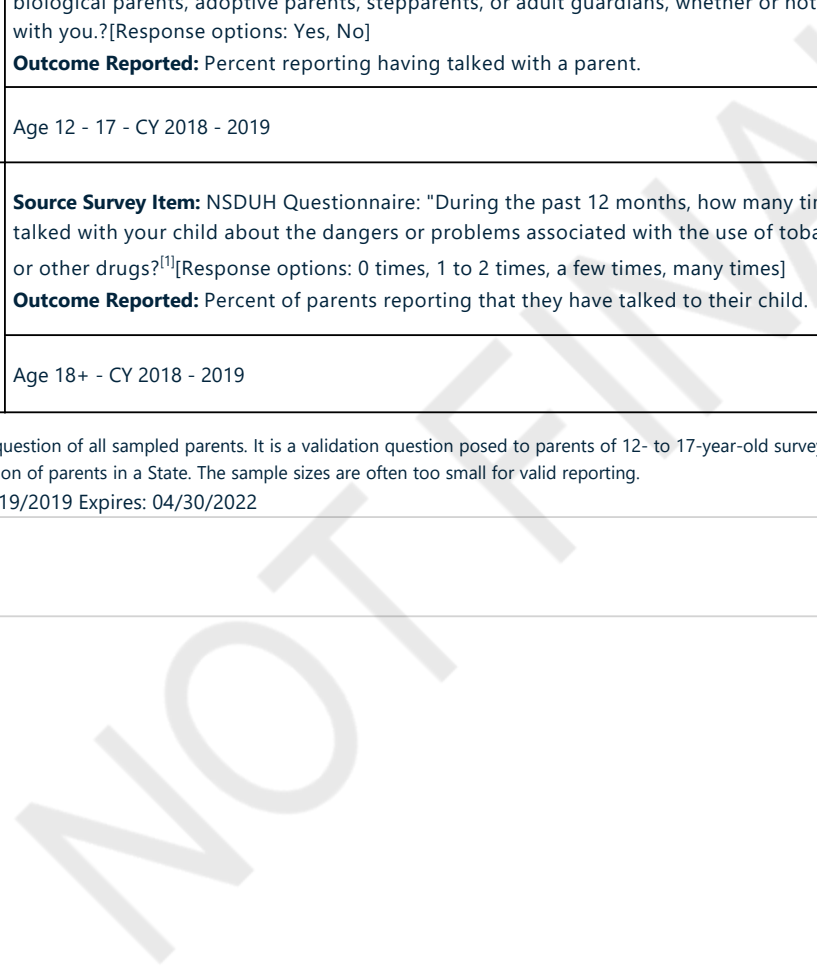 biological parents, adoptive parents, stepparents, or adult guardians, whether or not
with you.?[Response options: Yes, No]
Outcome Reported: Percent reporting having talked with a parent.
Age 12 - 17 - CY 2018 - 2019
Source Survey Item: NSDUH Questionnaire: "During the past 12 months, how many
talked with your child about the dangers or problems associated with the use of
or other drugs?[1][Response options: 0 times, 1 to 2 times, a few times, many times]
Outcome Reported: Percent of parents reporting that they have talked to their child.
Age 18+ - CY 2018 - 2019
question of all sampled parents. It is a validation question posed to parents of 12- to 17-year-old
of parents in a State. The sample sizes are often too small for valid reporting.
19/2019 Expires: 04/30/2022
NOT